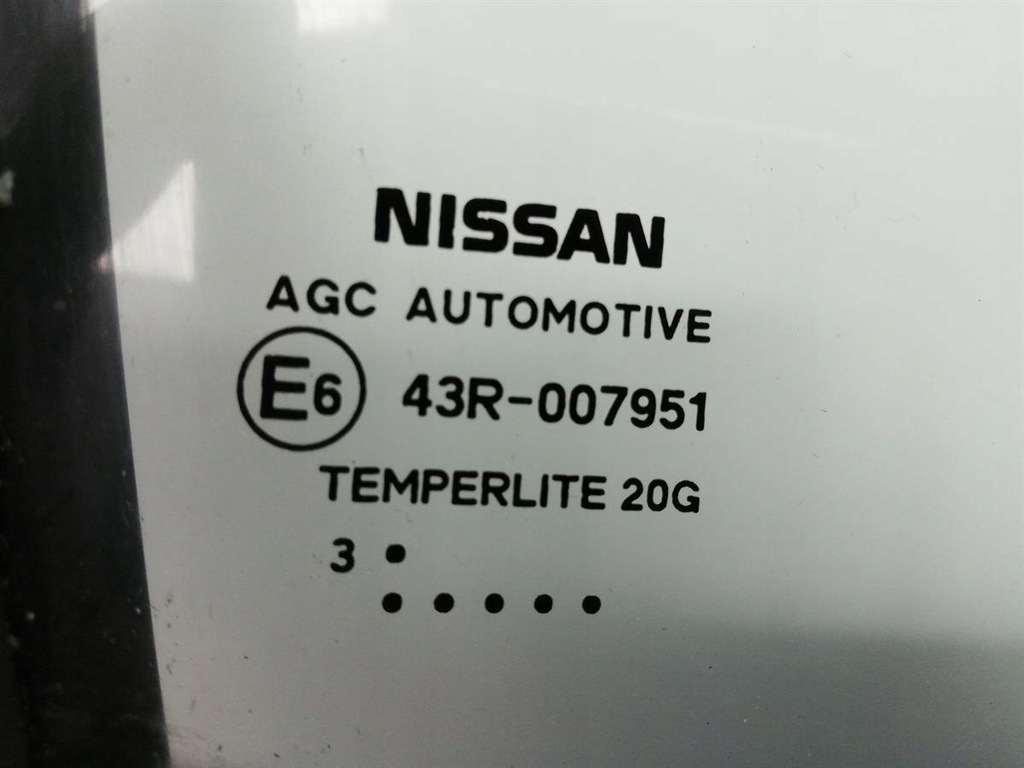 NISSAN
AGC AUTOMOTIVE
E6 43R-007951
TEMPERLITE 20G
3 •
• • • • •